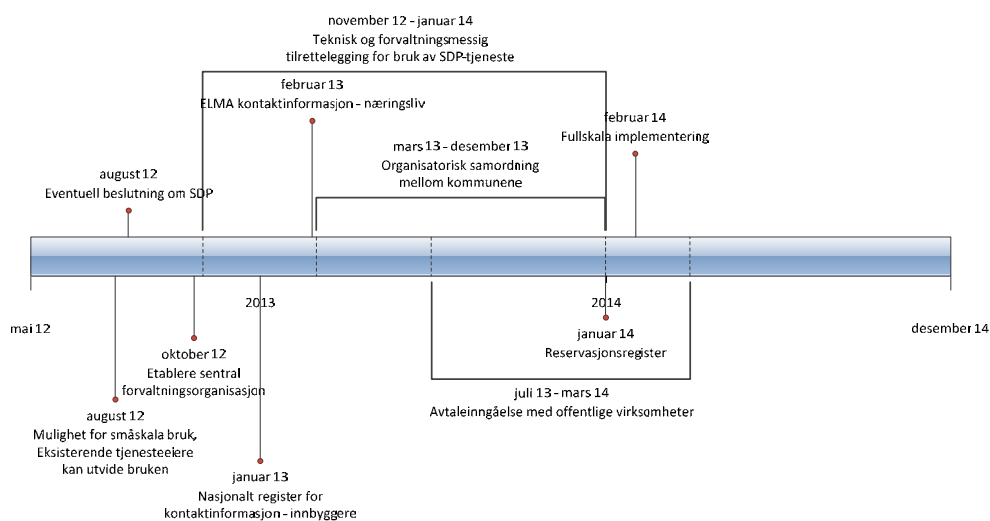 november 12 - januar 14
Teknisk og forvaltningsmessig
tilrettelegging for bruk av SDP-tjeneste
februar 13
ELMA kontaktinformasjon - næringsliv
februar 14
Fullskala implementering
mars 13 - desember 13
Organisatorisk samordning
mellom kommunene
august 12
Eventuell beslutning om SDP
2013
2014
mai 12
desember 14
januar 14
Reservasjonsregister
oktober 12
Etablere sentral
forvaltningsorganisasjon
juli 13 - mars 14
Avtaleinngåelse med offentlige virksomheter
august 12
Mulighet for småskala bruk,
Eksisterende tjenesteeiere
kan utvide bruken
januar 13
Nasjonalt register for
kontaktinformasjon - innbyggere